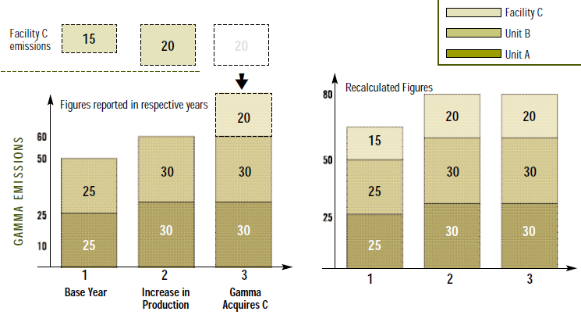 Facility C
emissions
15
20
20
Facility C
Unit B
Unit A
GAMMA EMISSIONS
Figures reported in respective years
60
50
25
10
25
25
30
30
20
30
30
1
2
3
Base Year
Increase in
Production
Gamma
Acquires C
Recalculated Figures
80
50
25
15
25
25
20
30
30
20
30
30
1
2
3